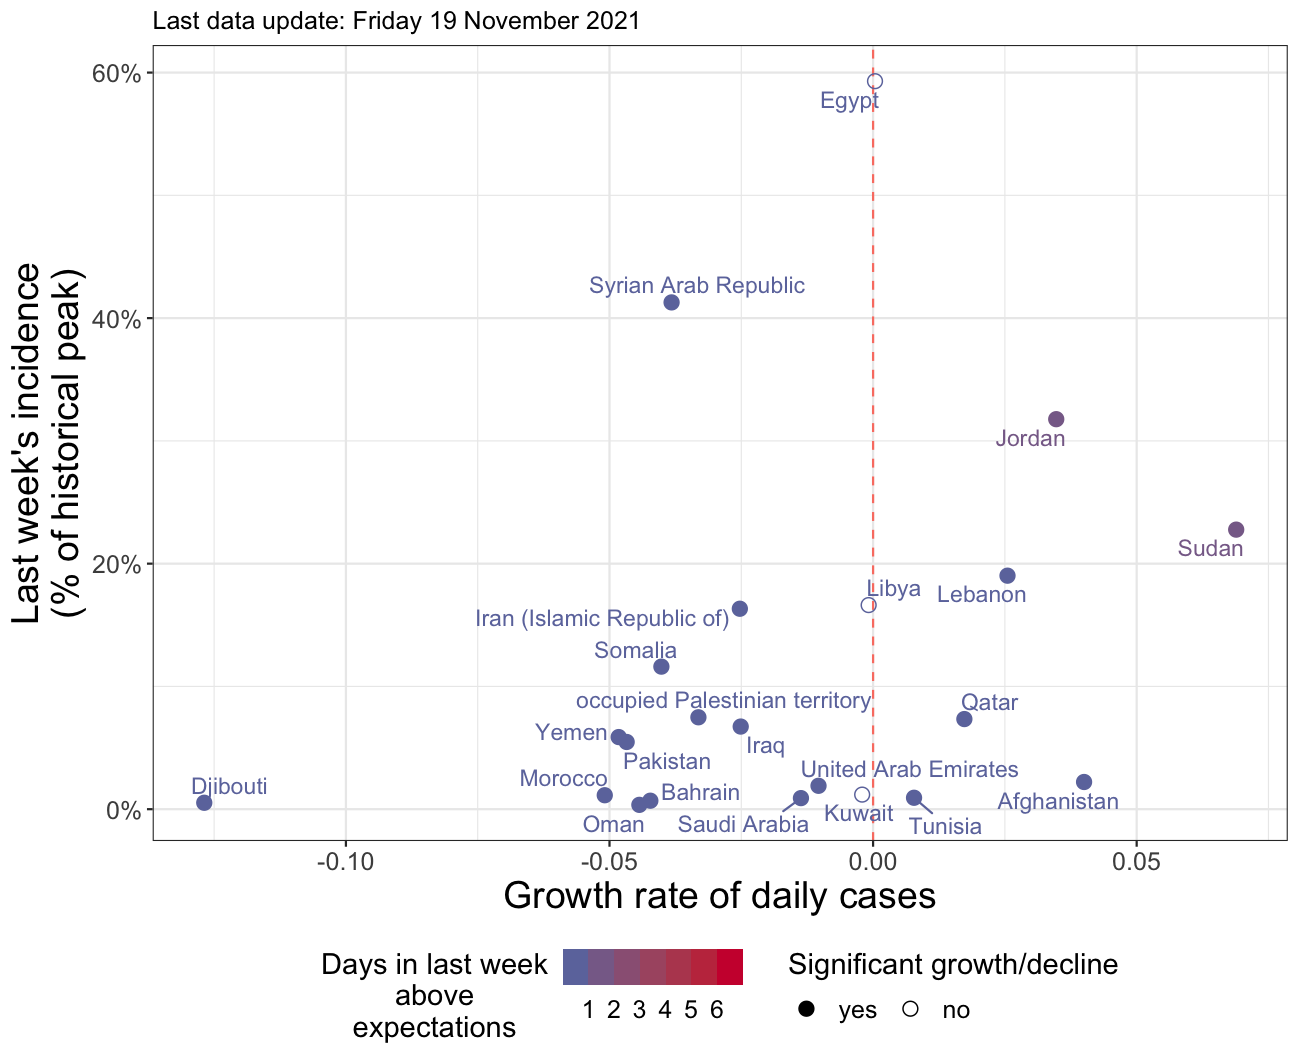 Last data update: Friday 19 November 2021
Last week's incidence
(% of historical peak)
60%
40%
20%
0%
Egypt
Syrian Arab Republic
Jordan
Sudan
Libya
Lebanon
Iran (Islamic Republic of)
Somalia
occupied Palestinian territory
Qatar
Yemen
Iraq
Pakistan
United Arab Emirates
Morocco
Djibouti
Bahrain
Afghanistan
Kuwait
Oman
Saudi Arabia
Tunisia
-0.10
-0.05
0.00
0.05
Growth rate of daily cases
Days in last week
above
expectations
1 2 3 4 5 6
Significant growth/decline
yes
no